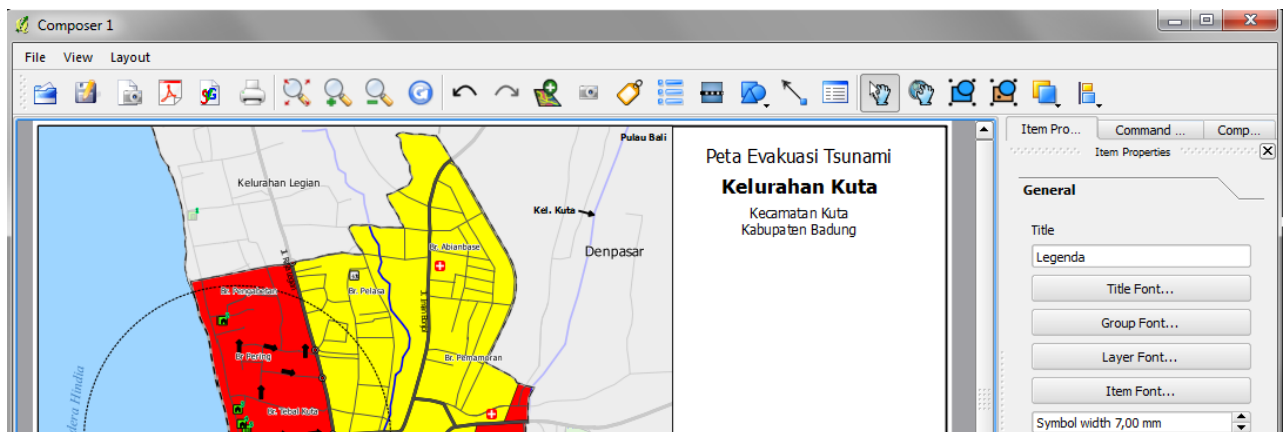 Composer 1
File View Layout
Item Pro... Command ... Comp...
Item Properties
General
Title
Legenda
Title Font...
Group Font...
Layer Font...
Item Font...
Symbol width 7,00 mm
Peta Evakuasi Tsunami
Kelurahan Kuta
Kecamatan Kuta
Kabupaten Badung
Pulau Bali
Kelurahan Legian
Kel. Kuta
Denpasar
Br. Abianbase
Br. Pengabetan
Br. Pelasa
Br Pering
Br. Pemamoran
Br. Tebal Kuta
Hindia